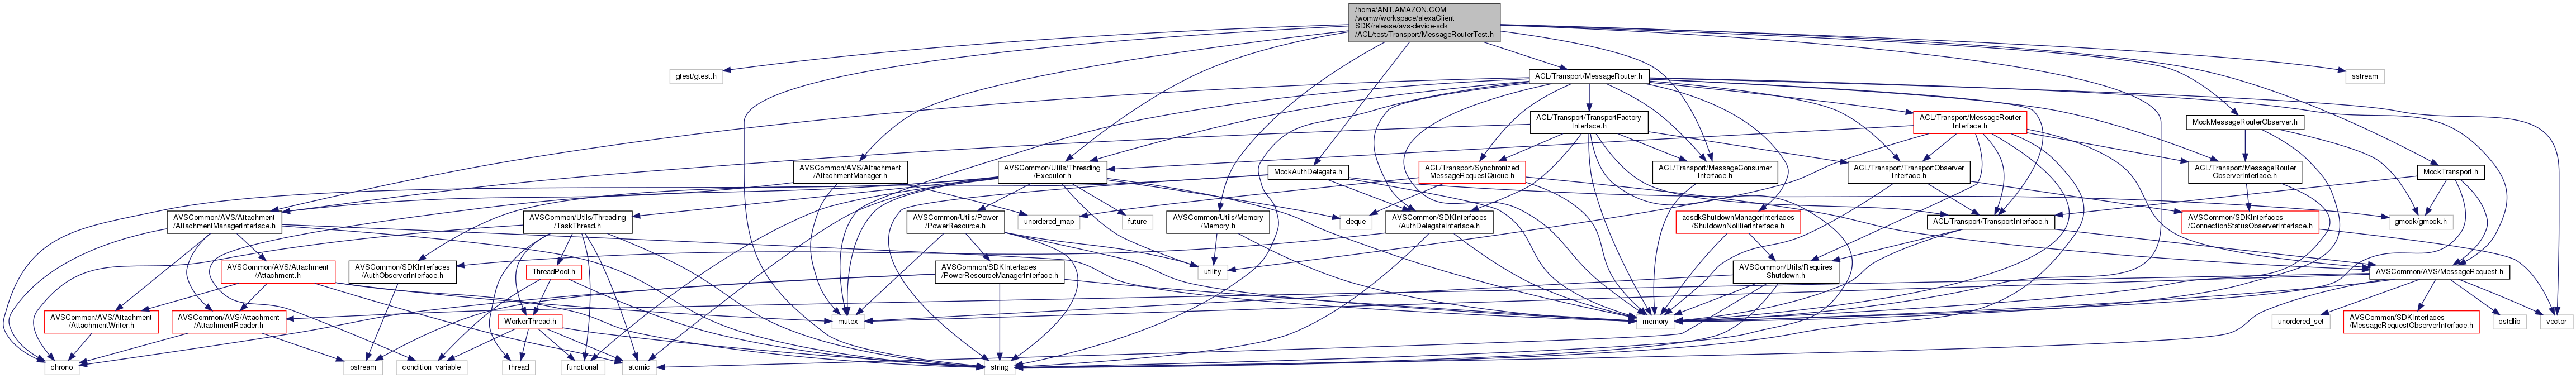 /home/ANT.AMAZON.COM
/womw/workspace/alexaClient
SDK/release/avs-device-sdk
/ACL/test/Transport/MessageRouterTest.h
gtest/gtest.h
ACL/Transport/MessageRouter.h
sstream
ACL/Transport/TransportFactory
Interface.h
ACL/Transport/MessageRouter
Interface.h
MockMessageRouterObserver.h
AVSCommon/AVS/Attachment
/AttachmentManager.h
AVSCommon/Utils/Threading
/Executor.h
MockAuthDelegate.h
ACL/Transport/Synchronized
MessageRequestQueue.h
ACL/Transport/MessageConsumer
Interface.h
ACL/Transport/TransportObserver
Interface.h
ACL/Transport/MessageRouter
ObserverInterface.h
MockTransport.h
AVSCommon/AVS/Attachment
/AttachmentManagerInterface.h
AVSCommon/Utils/Threading
/TaskThread.h
AVSCommon/Utils/Power
/PowerResource.h
unordered_map
future
AVSCommon/Utils/Memory
/Memory.h
deque
AVSCommon/SDKInterfaces
/AuthDelegateInterface.h
acsdkShutdownManagerInterfaces
/ShutdownNotifierInterface.h
ACL/Transport/TransportInterface.h
AVSCommon/SDKInterfaces
/ConnectionStatusObserverInterface.h
gmock/gmock.h
AVSCommon/AVS/Attachment
/Attachment.h
AVSCommon/SDKInterfaces
/AuthObserverInterface.h
ThreadPool.h
AVSCommon/SDKInterfaces
/PowerResourceManagerInterface.h
utility
AVSCommon/Utils/Requires
Shutdown.h
AVSCommon/AVS/MessageRequest.h
AVSCommon/AVS/Attachment
/AttachmentWriter.h
AVSCommon/AVS/Attachment
/AttachmentReader.h
WorkerThread.h
mutex
memory
unordered_set
AVSCommon/SDKInterfaces
/MessageRequestObserverInterface.h
cstdlib
vector
chrono
ostream
condition_variable
thread
functional
atomic
string